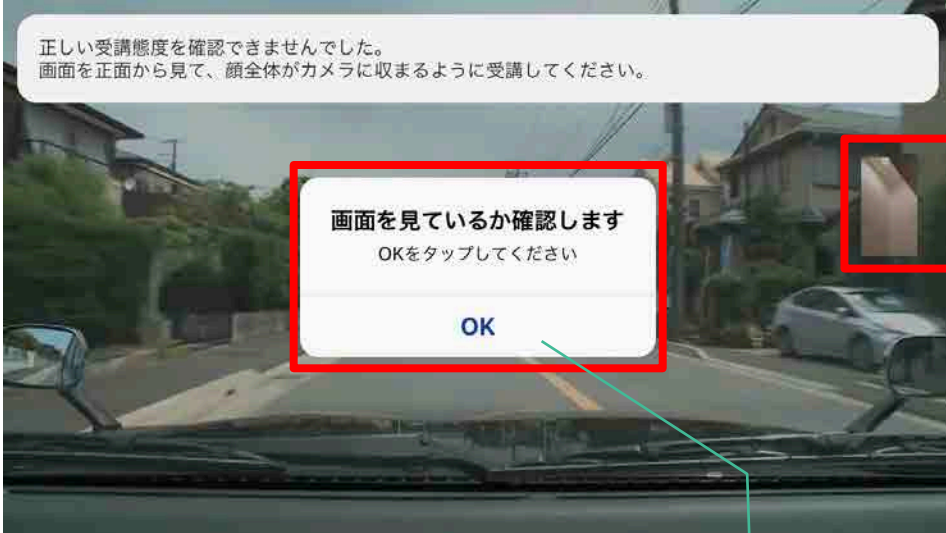 正しい受講態度を確認できませんでした。
画面を正面から見て、顔全体がカメラに収まるように受講してください。
画面を見ているか確認します
OKをタップしてください
OK